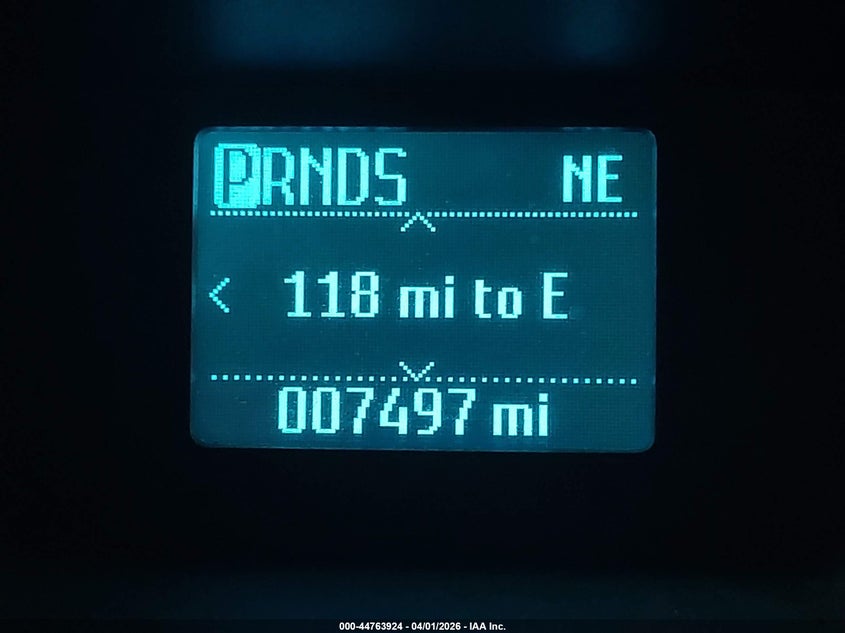 PRNDS NE
118 mi to E
007497 mi
000-44763924 - 04/01/2026 - IAA Inc.